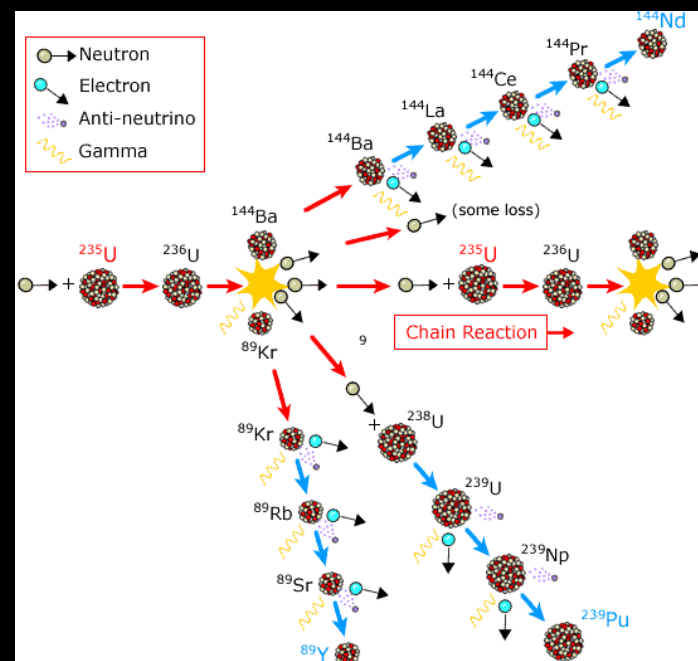 Neutron
Electron
Anti-neutrino
Gamma
¹⁴⁴Nd
¹⁴⁴Pr
¹⁴⁴Ce
¹⁴⁴La
¹⁴⁴Ba
(some loss)
¹⁴⁴Ba
+ ²³⁵U ²³⁶U
+ ²³⁵U ²³⁶U
Chain Reaction
⁸⁹Kr
9
+ ²³⁸U
⁸⁹Kr
²³⁹U
⁸⁹Rb
²³⁹Np
⁸⁹Sr
²³⁹Pu
⁸⁹Y